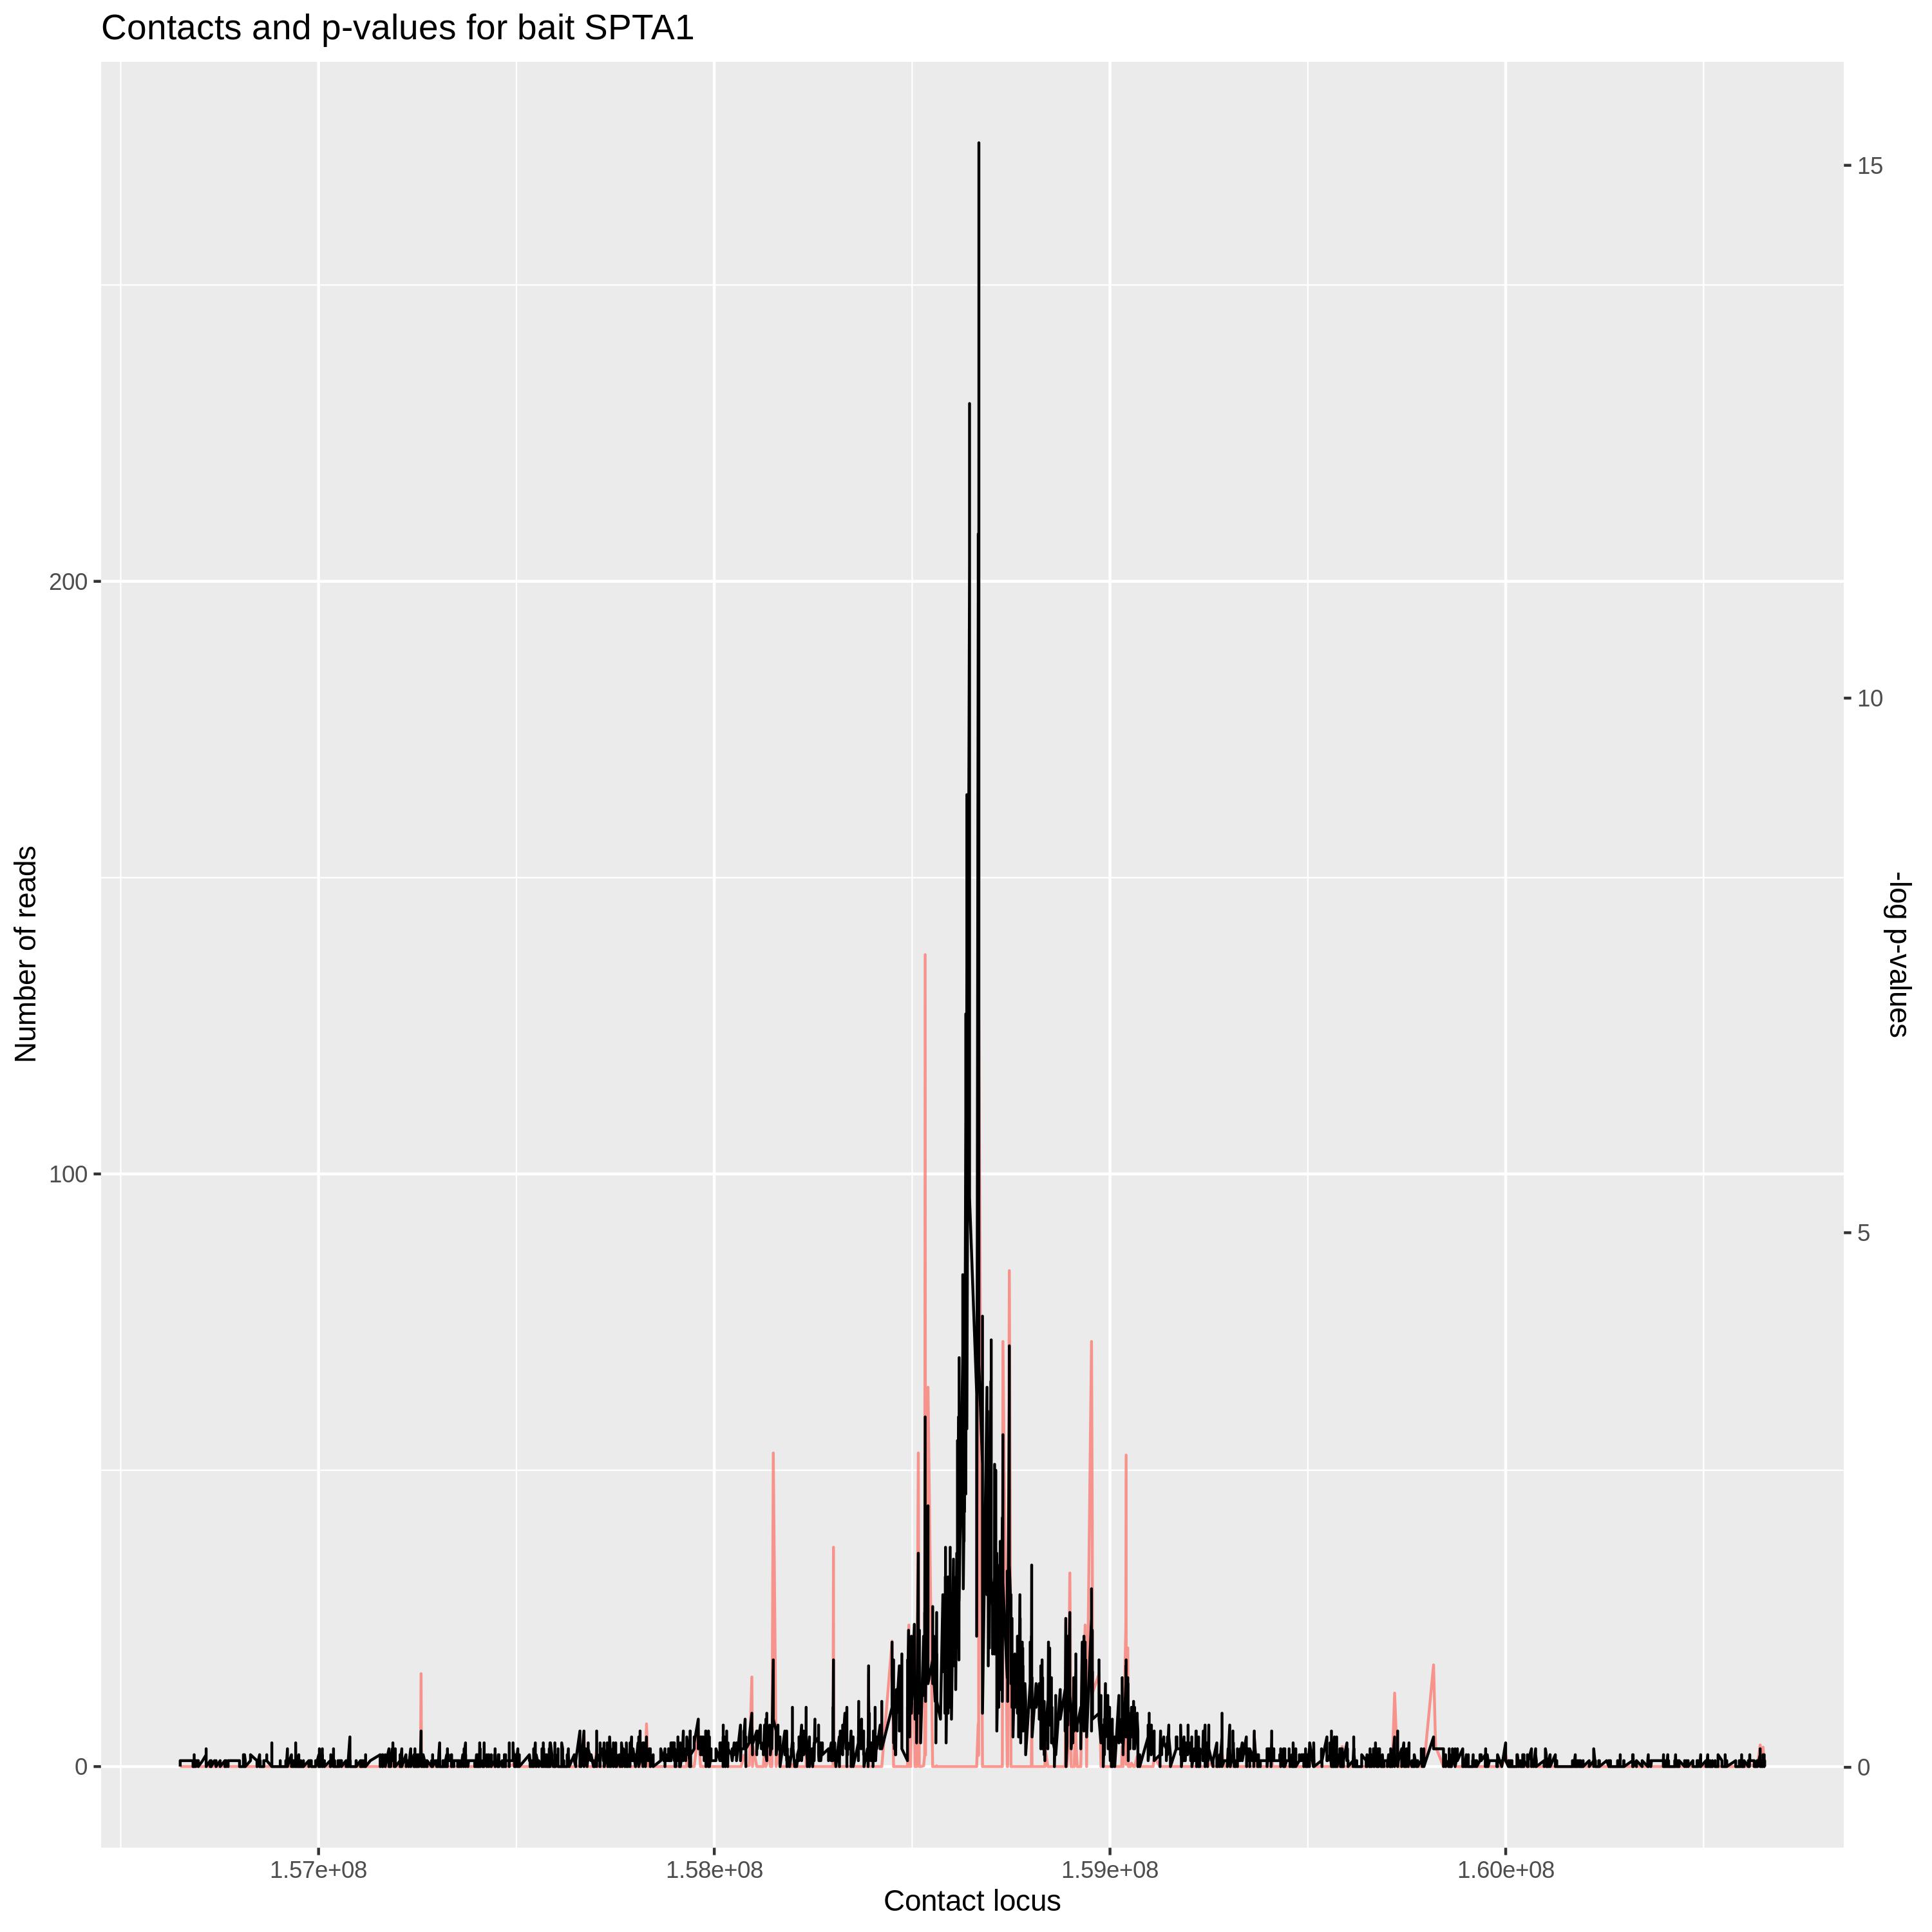 Contacts and p-values for bait SPTA1
Number of reads
200
100
0
15
10
5
0
-log p-values
1.57e+08 1.58e+08 1.59e+08 1.60e+08
Contact locus